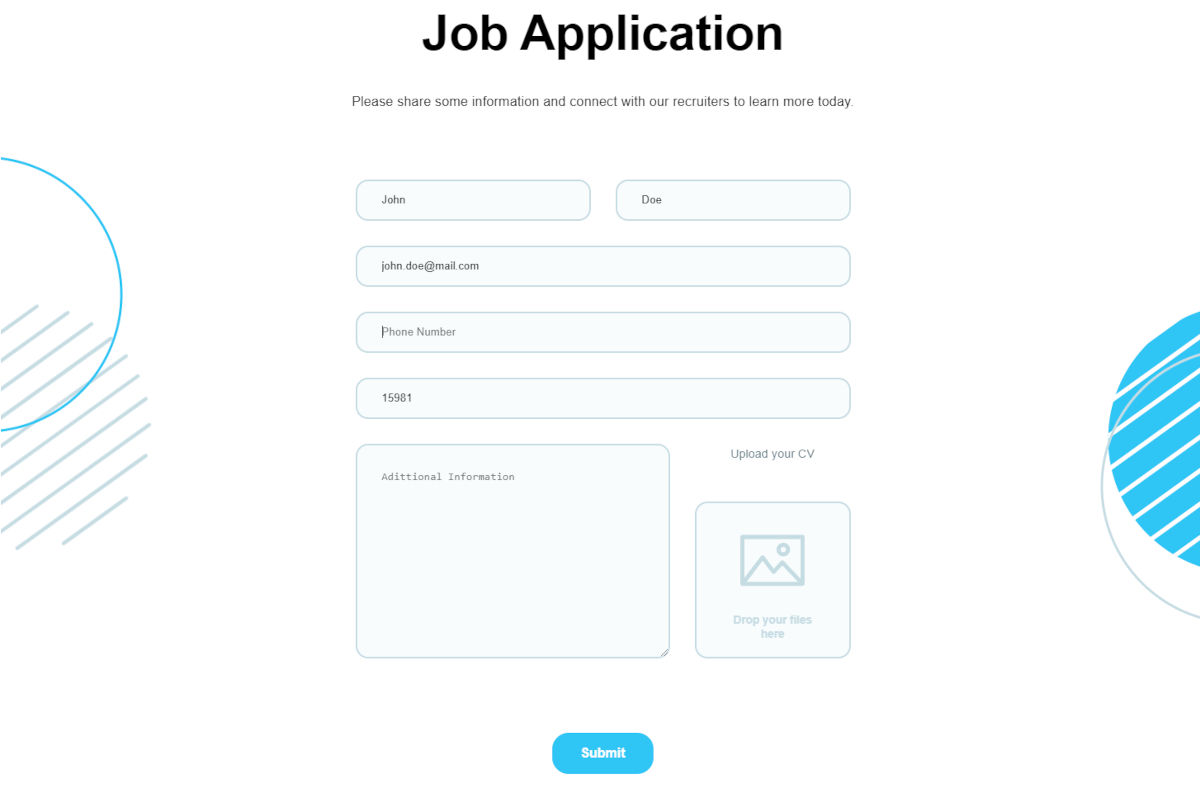 Job Application
Please share some information and connect with our recruiters to learn more today.
John
Doe
john.doe@mail.com
Phone Number
15981
Adittional Information
Upload your CV
Drop your files
here
Submit